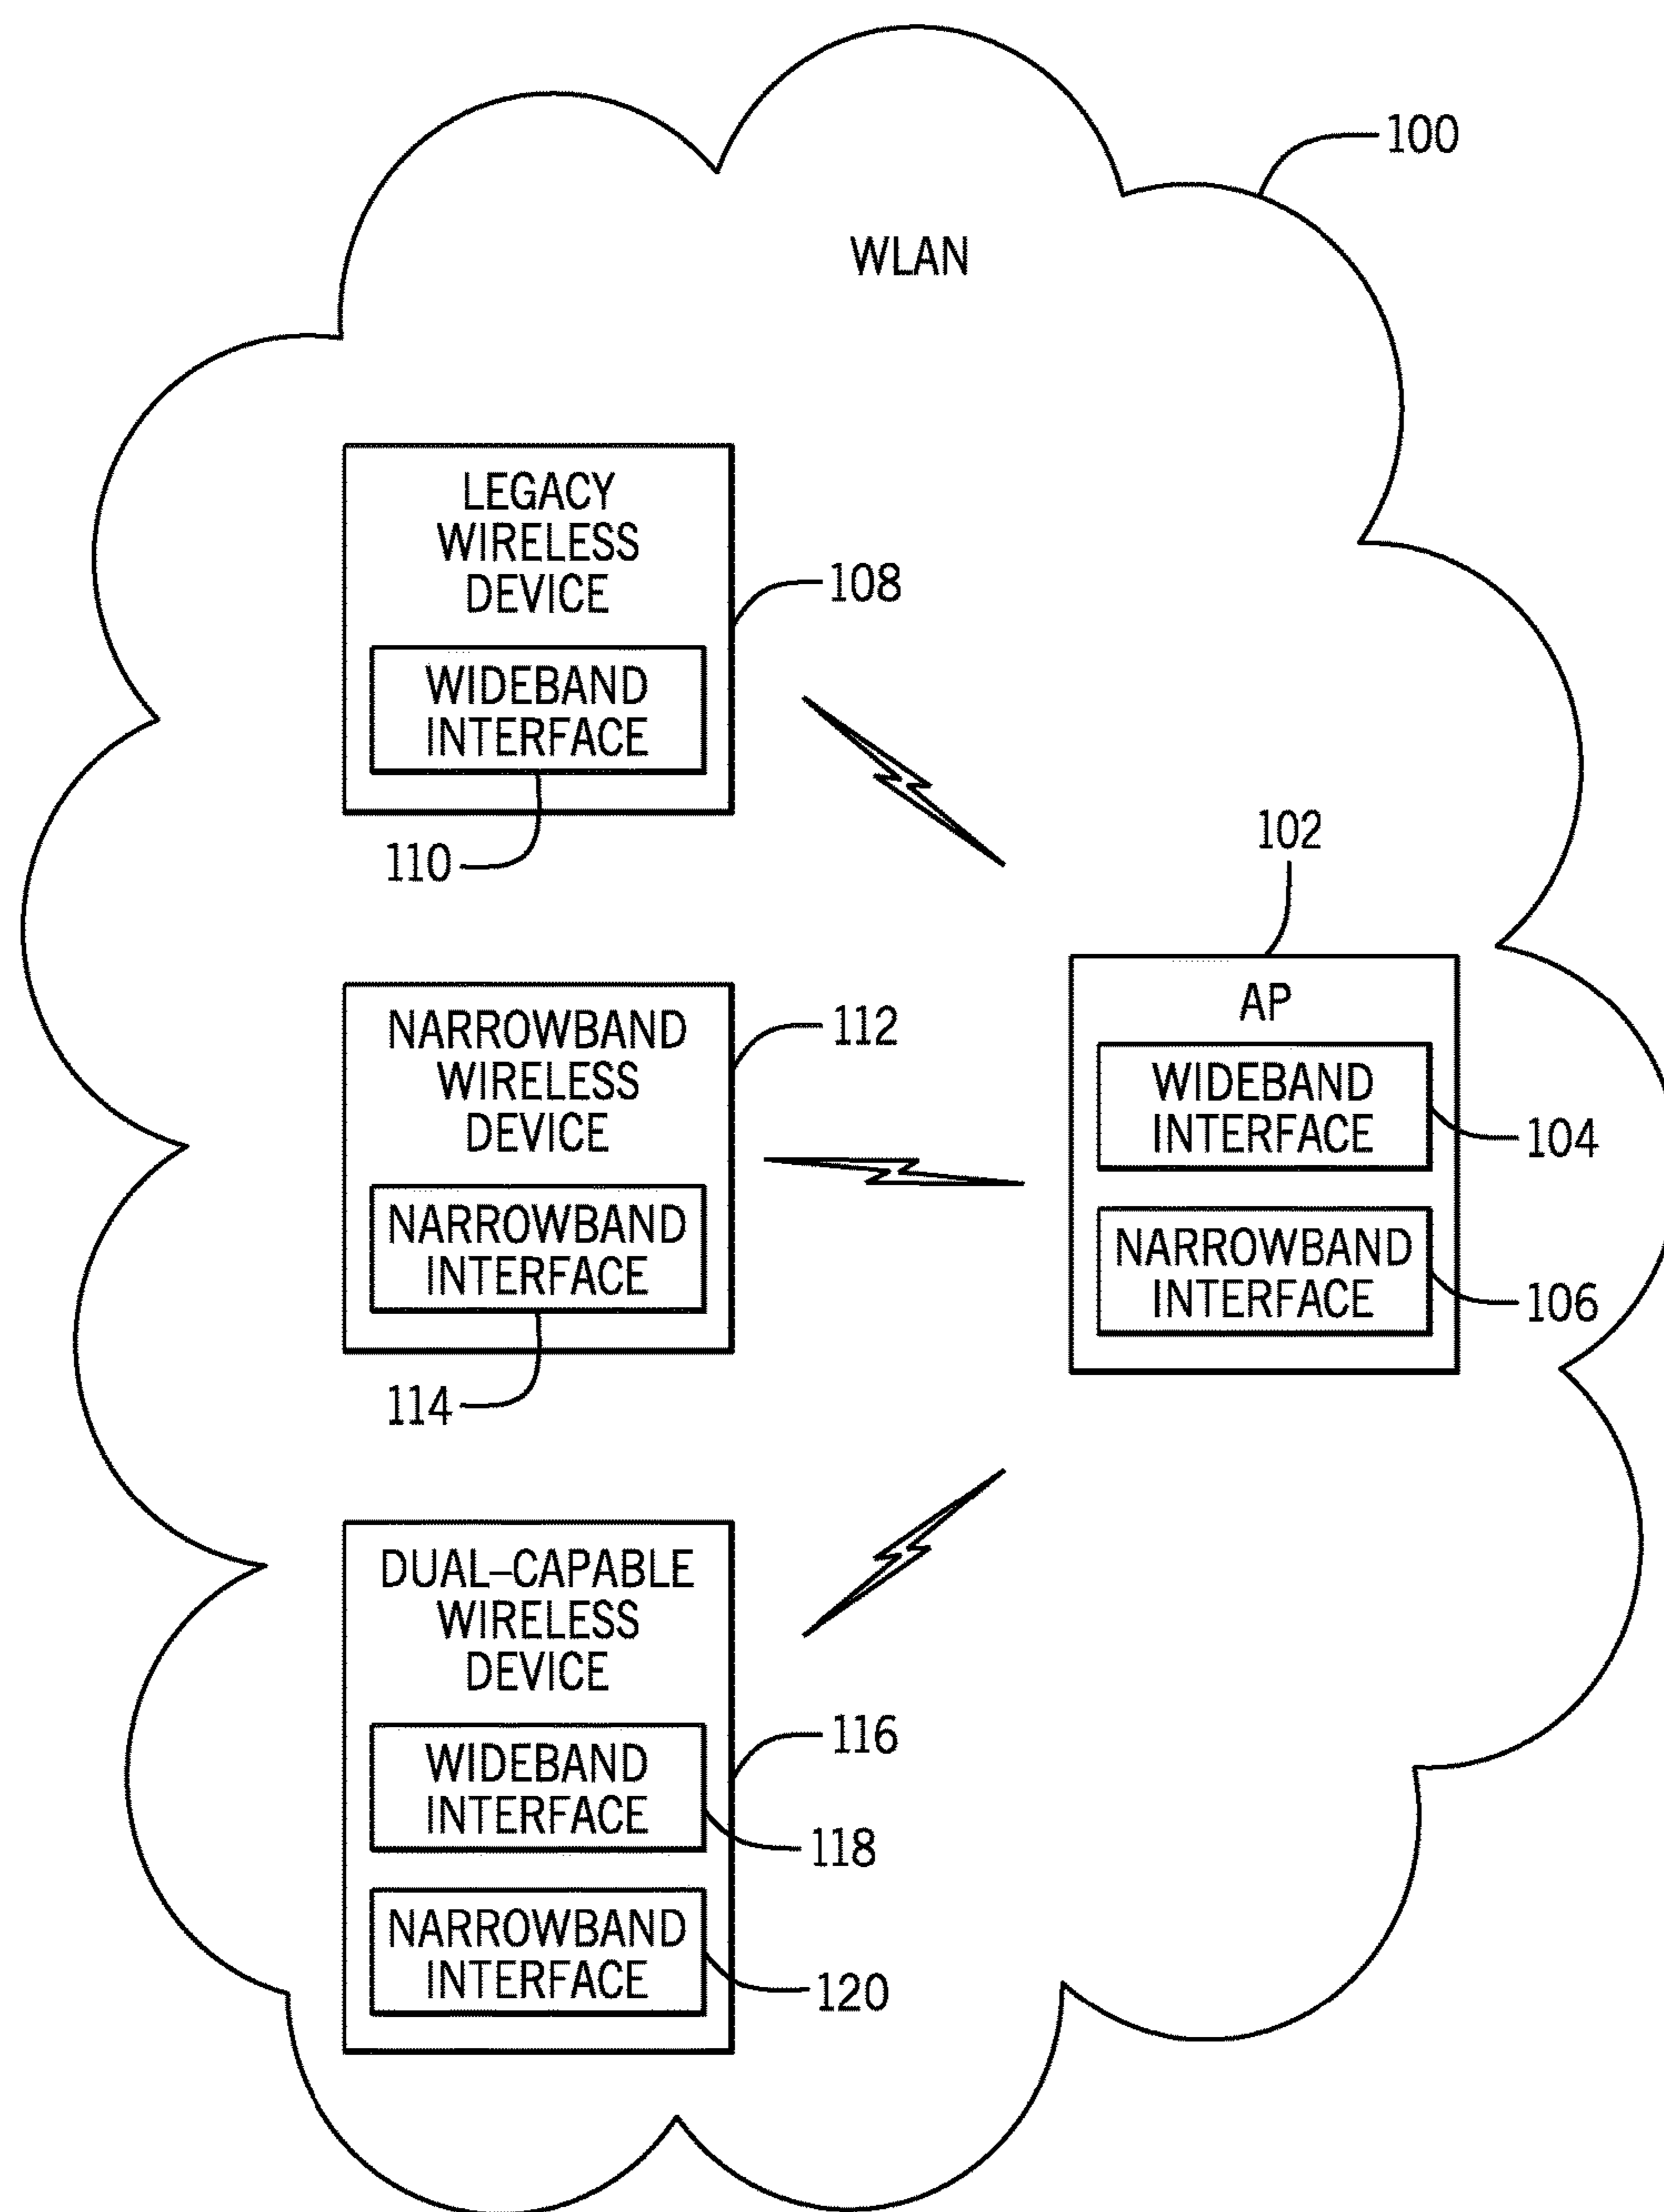 100
WLAN
LEGACY
WIRELESS
DEVICE
108
WIDEBAND
INTERFACE
110
102
NARROWBAND
WIRELESS
DEVICE
112
NARROWBAND
INTERFACE
114
AP
WIDEBAND
INTERFACE
104
NARROWBAND
INTERFACE
106
DUAL–CAPABLE
WIRELESS
DEVICE
116
WIDEBAND
INTERFACE
118
NARROWBAND
INTERFACE
120